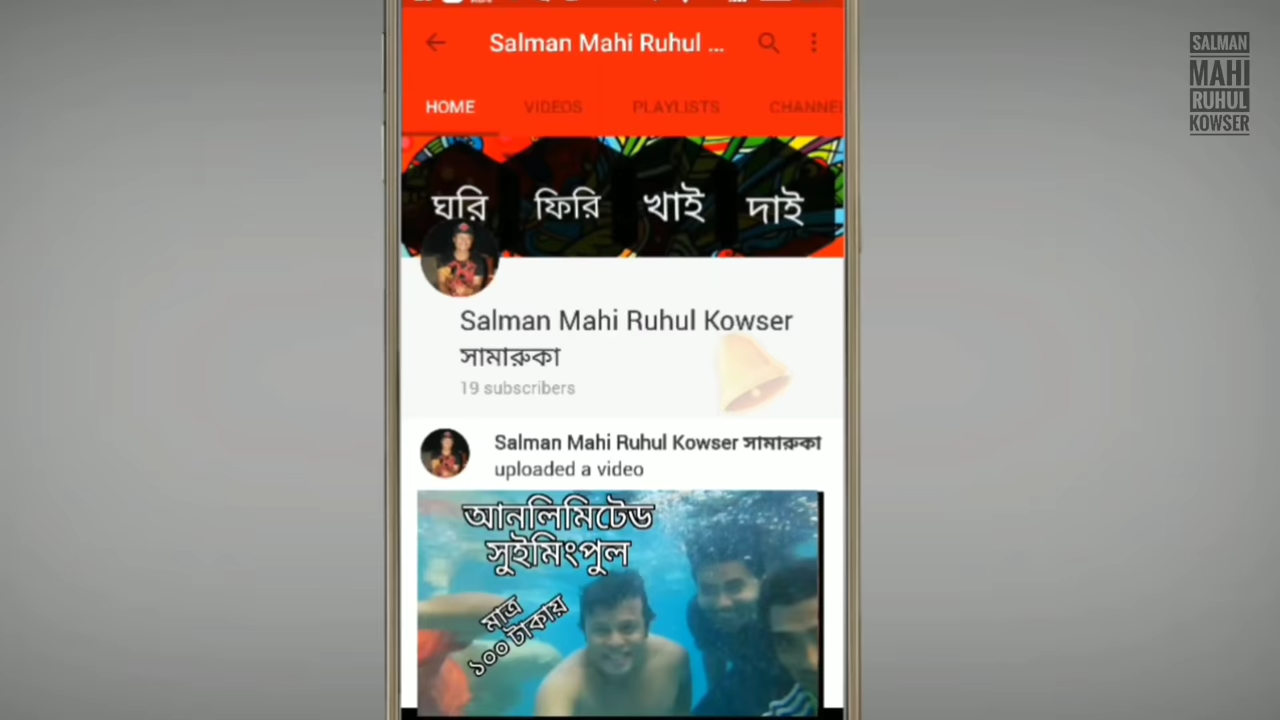 Salman Mahi Ruhul ...
HOME VIDEOS PLAYLISTS CHANNEL
ঘুরি ফিরি খাই দাই
Salman Mahi Ruhul Kowser
সামারুকা
19 subscribers
Salman Mahi Ruhul Kowser সামারুকা
uploaded a video
আনলিমিটেড
সুইমিংপুল
মাত্র
১০০ টাকায়
SALMAN
MAHI
RUHUL
KOWSER